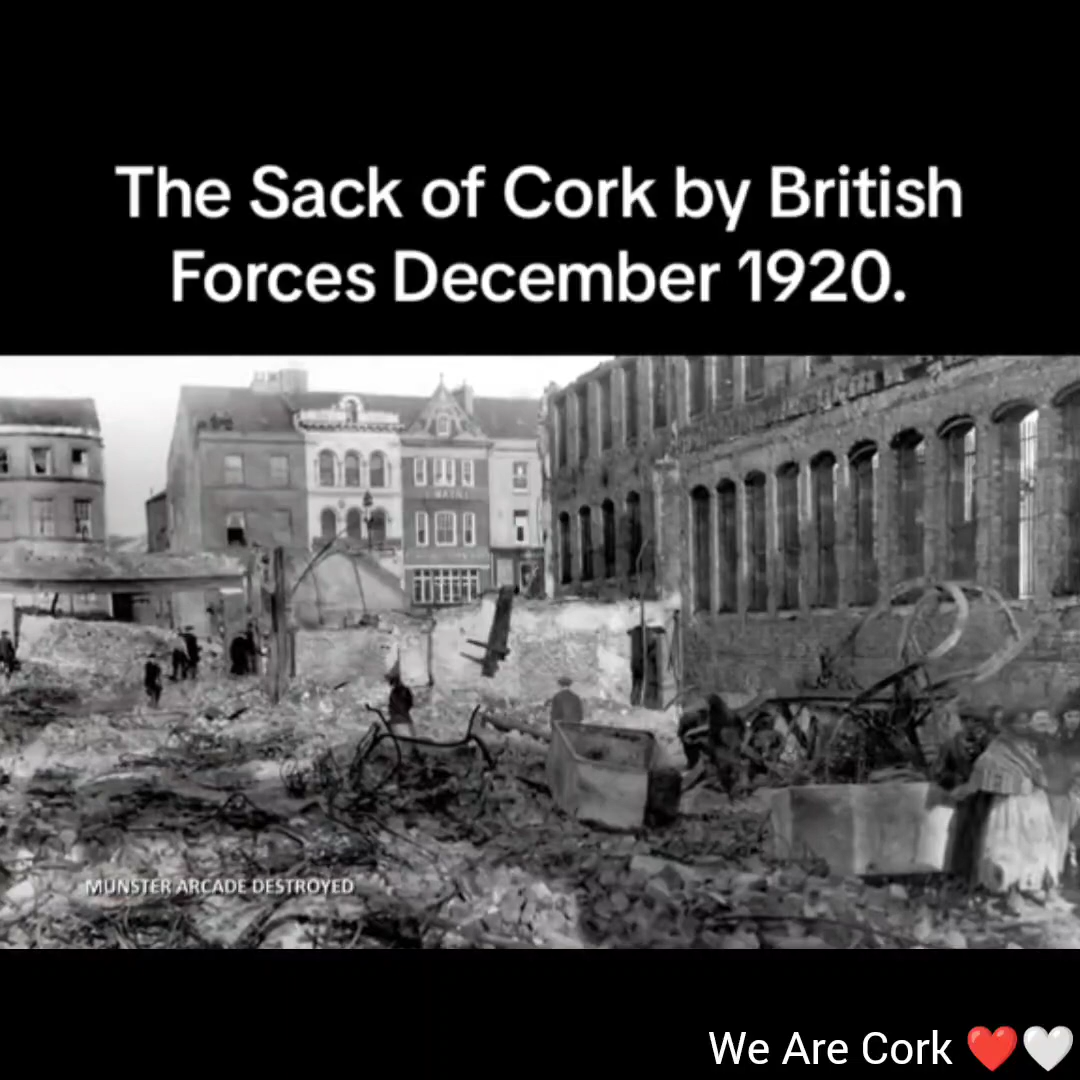 The Sack of Cork by British
Forces December 1920.
MUNSTER ARCADE DESTROYED
We Are Cork ❤️🤍